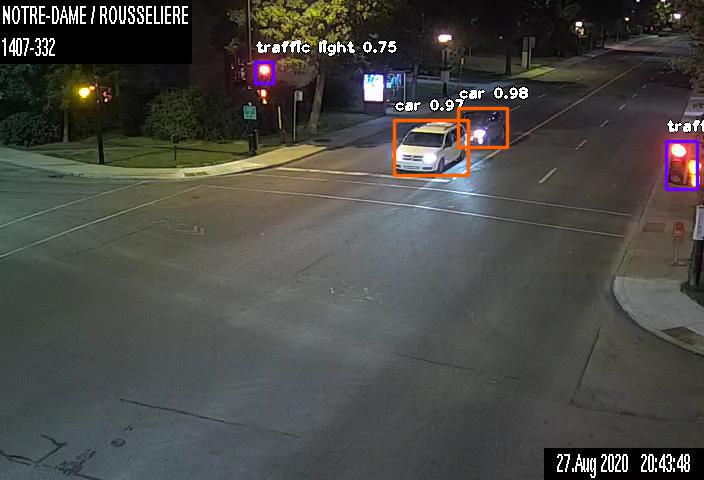 NOTRE-DAME / ROUSSELIERE
1407-332
traffic light 0.75
car 0.97
car 0.98
traff
27.Aug 2020 20:43:48